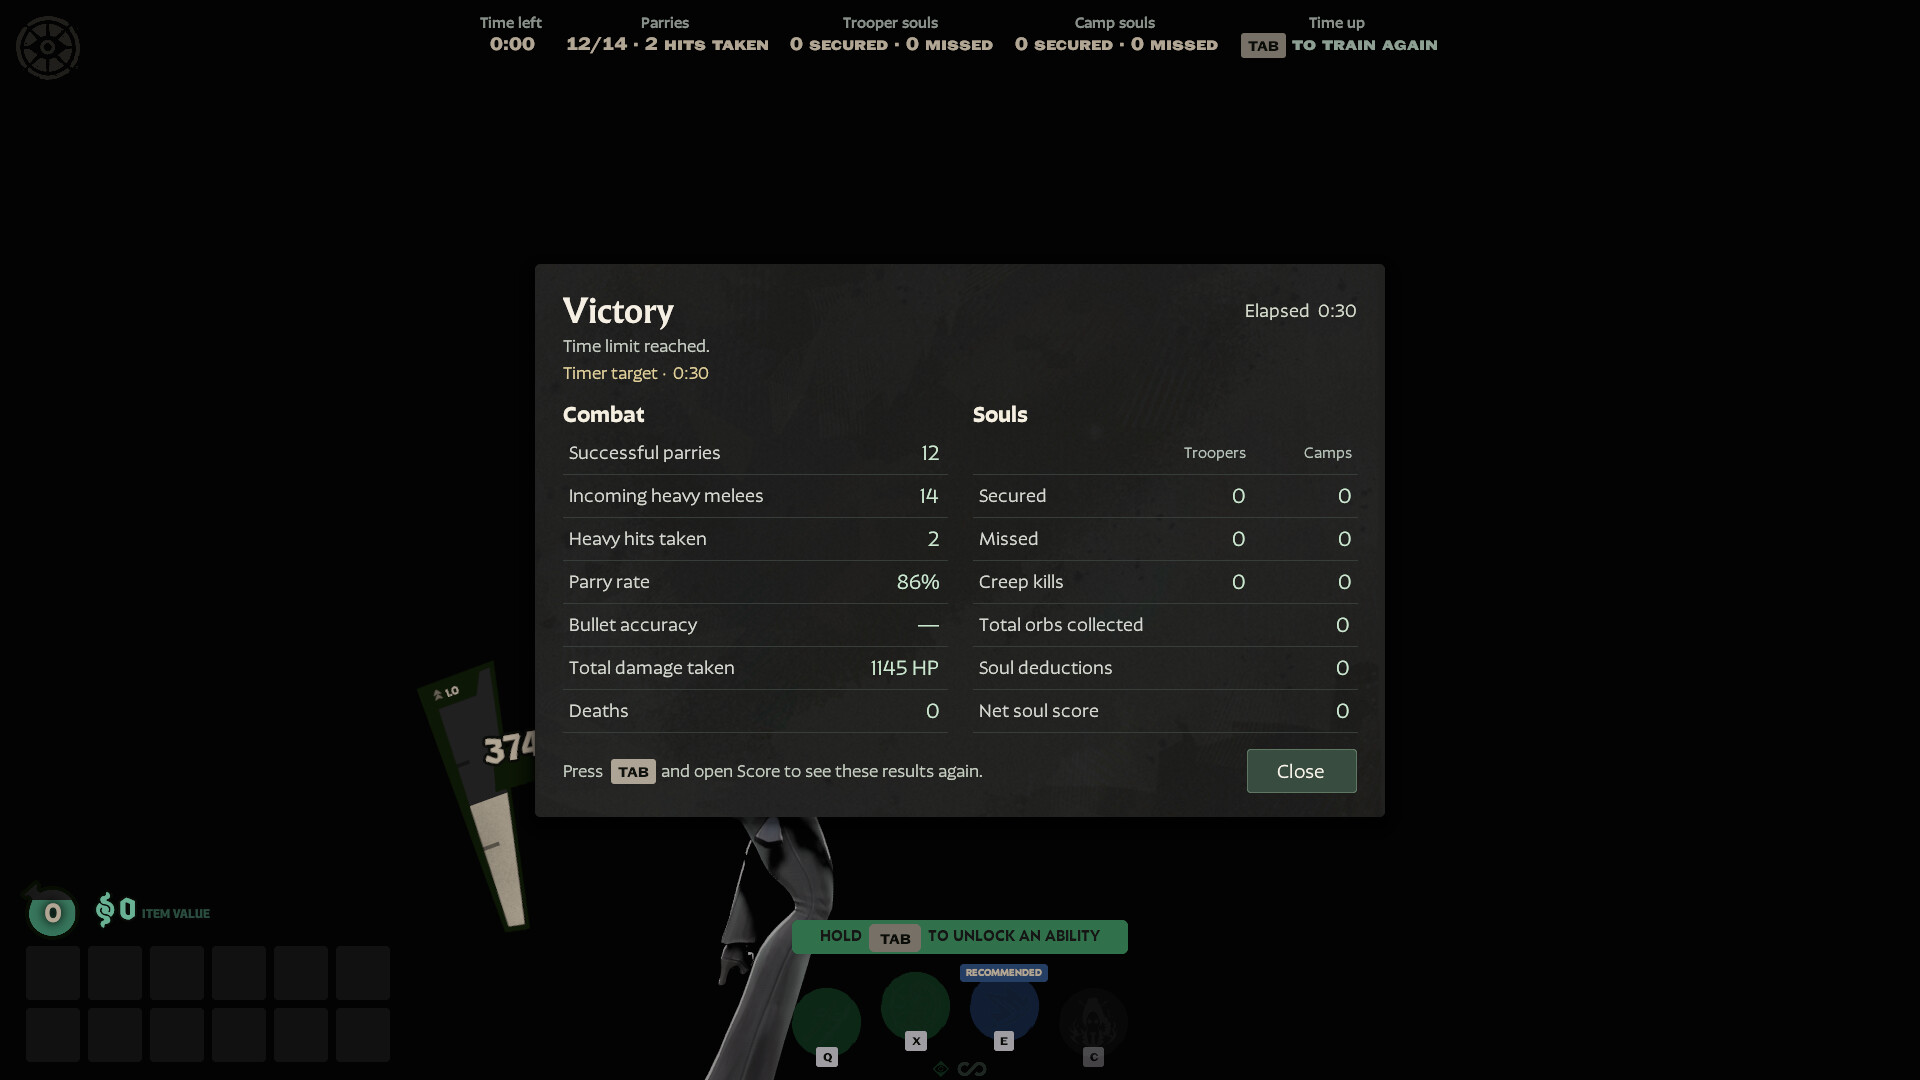 Time left
0:00
Parries
12/14 · 2 HITS TAKEN
Trooper souls
0 SECURED · 0 MISSED
Camp souls
0 SECURED · 0 MISSED
Time up
TAB TO TRAIN AGAIN
Victory
Elapsed 0:30
Time limit reached.
Timer target · 0:30
Combat
Successful parries 12
Incoming heavy melees 14
Heavy hits taken 2
Parry rate 86%
Bullet accuracy —
Total damage taken 1145 HP
Deaths 0
Souls
Troopers Camps
Secured 0 0
Missed 0 0
Creep kills 0 0
Total orbs collected 0
Soul deductions 0
Net soul score 0
Press TAB and open Score to see these results again.
Close
LO
374
0
0 ITEM VALUE
HOLD TAB TO UNLOCK AN ABILITY
RECOMMENDED
Q
X
E
C